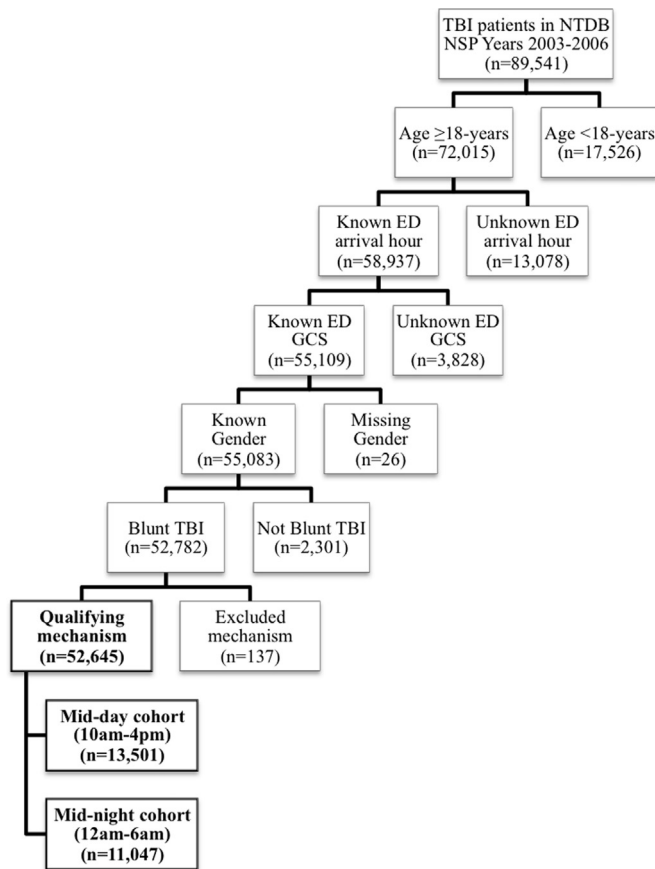 TBI patients in NTDB
NSP Years 2003-2006
(n=89,541)
Age ≥18-years
(n=72,015)
Age <18-years
(n=17,526)
Known ED
arrival hour
(n=58,937)
Unknown ED
arrival hour
(n=13,078)
Known ED
GCS
(n=55,109)
Unknown ED
GCS
(n=3,828)
Known
Gender
(n=55,083)
Missing
Gender
(n=26)
Blunt TBI
(n=52,782)
Not Blunt TBI
(n=2,301)
Qualifying
mechanism
(n=52,645)
Excluded
mechanism
(n=137)
Mid-day cohort
(10am-4pm)
(n=13,501)
Mid-night cohort
(12am-6am)
(n=11,047)